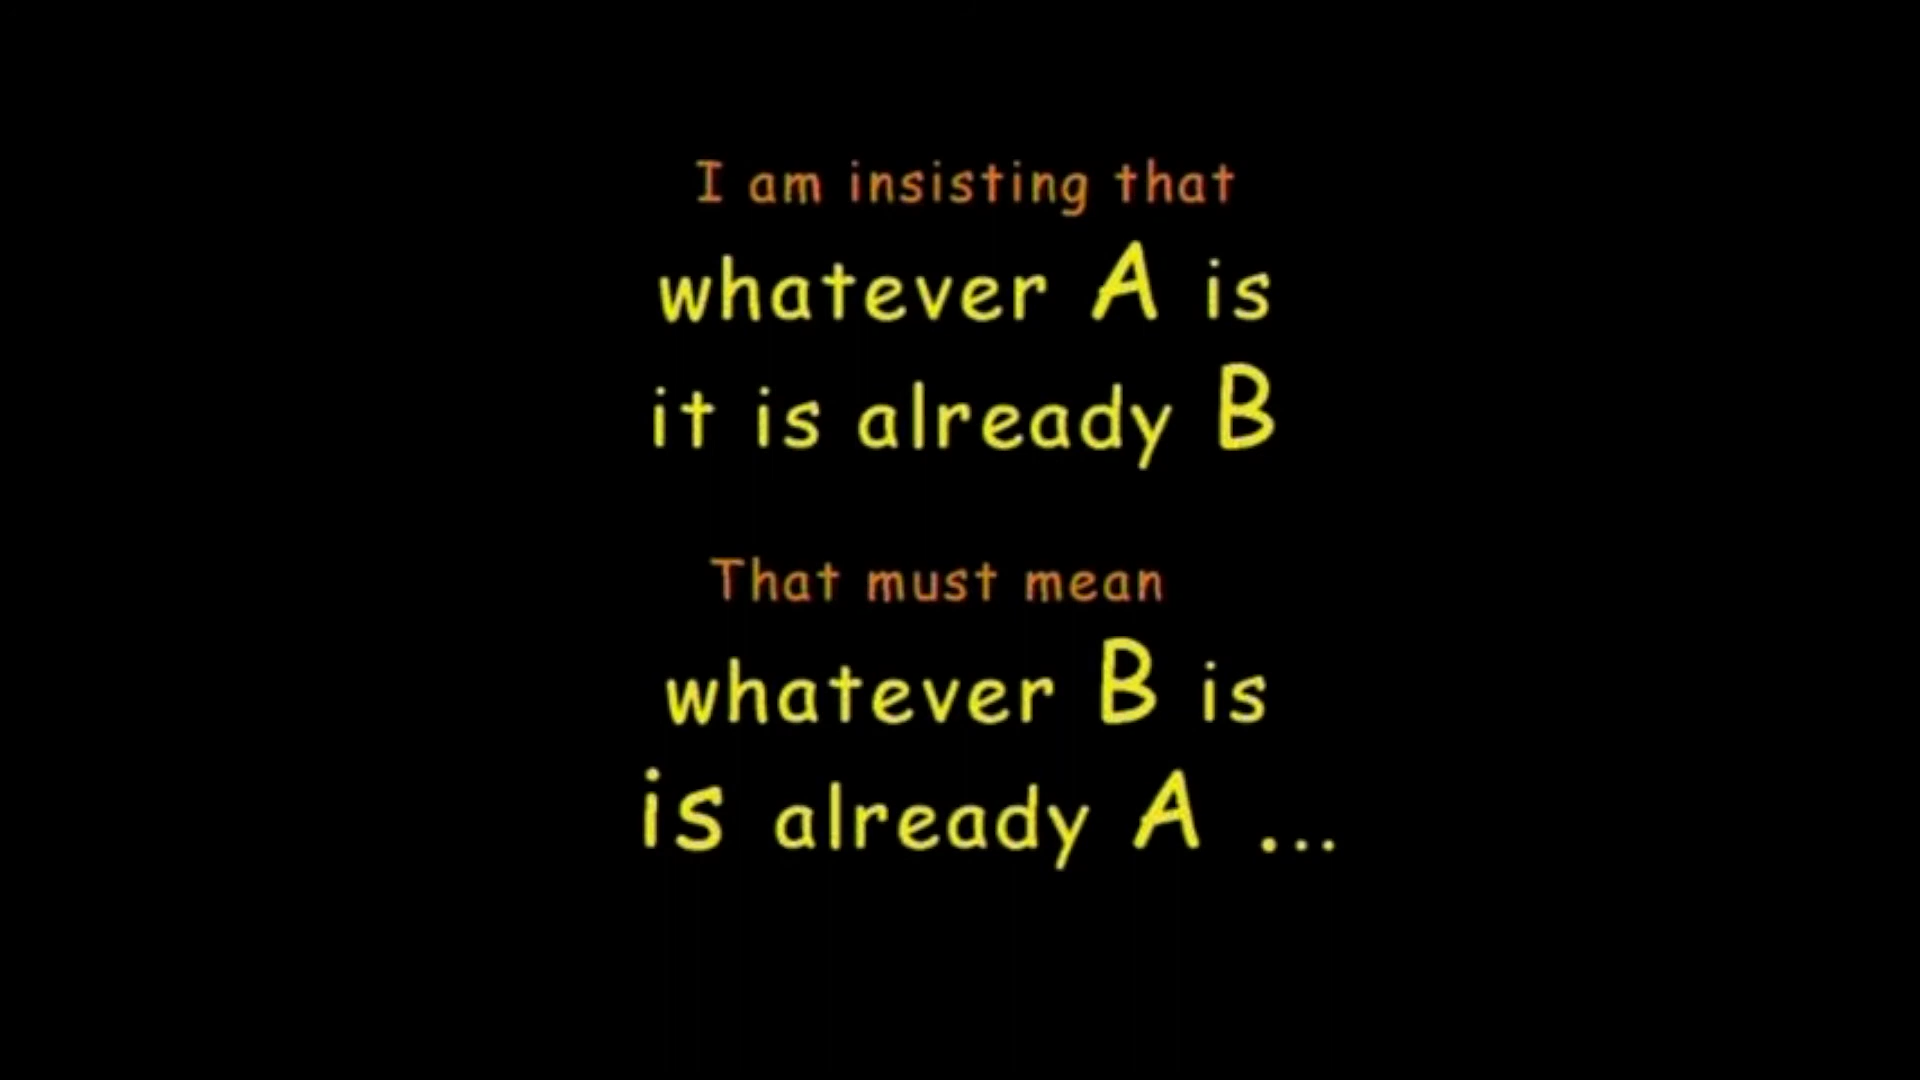 I am insisting that
whatever A is
it is already B
That must mean
whatever B is
is already A ...